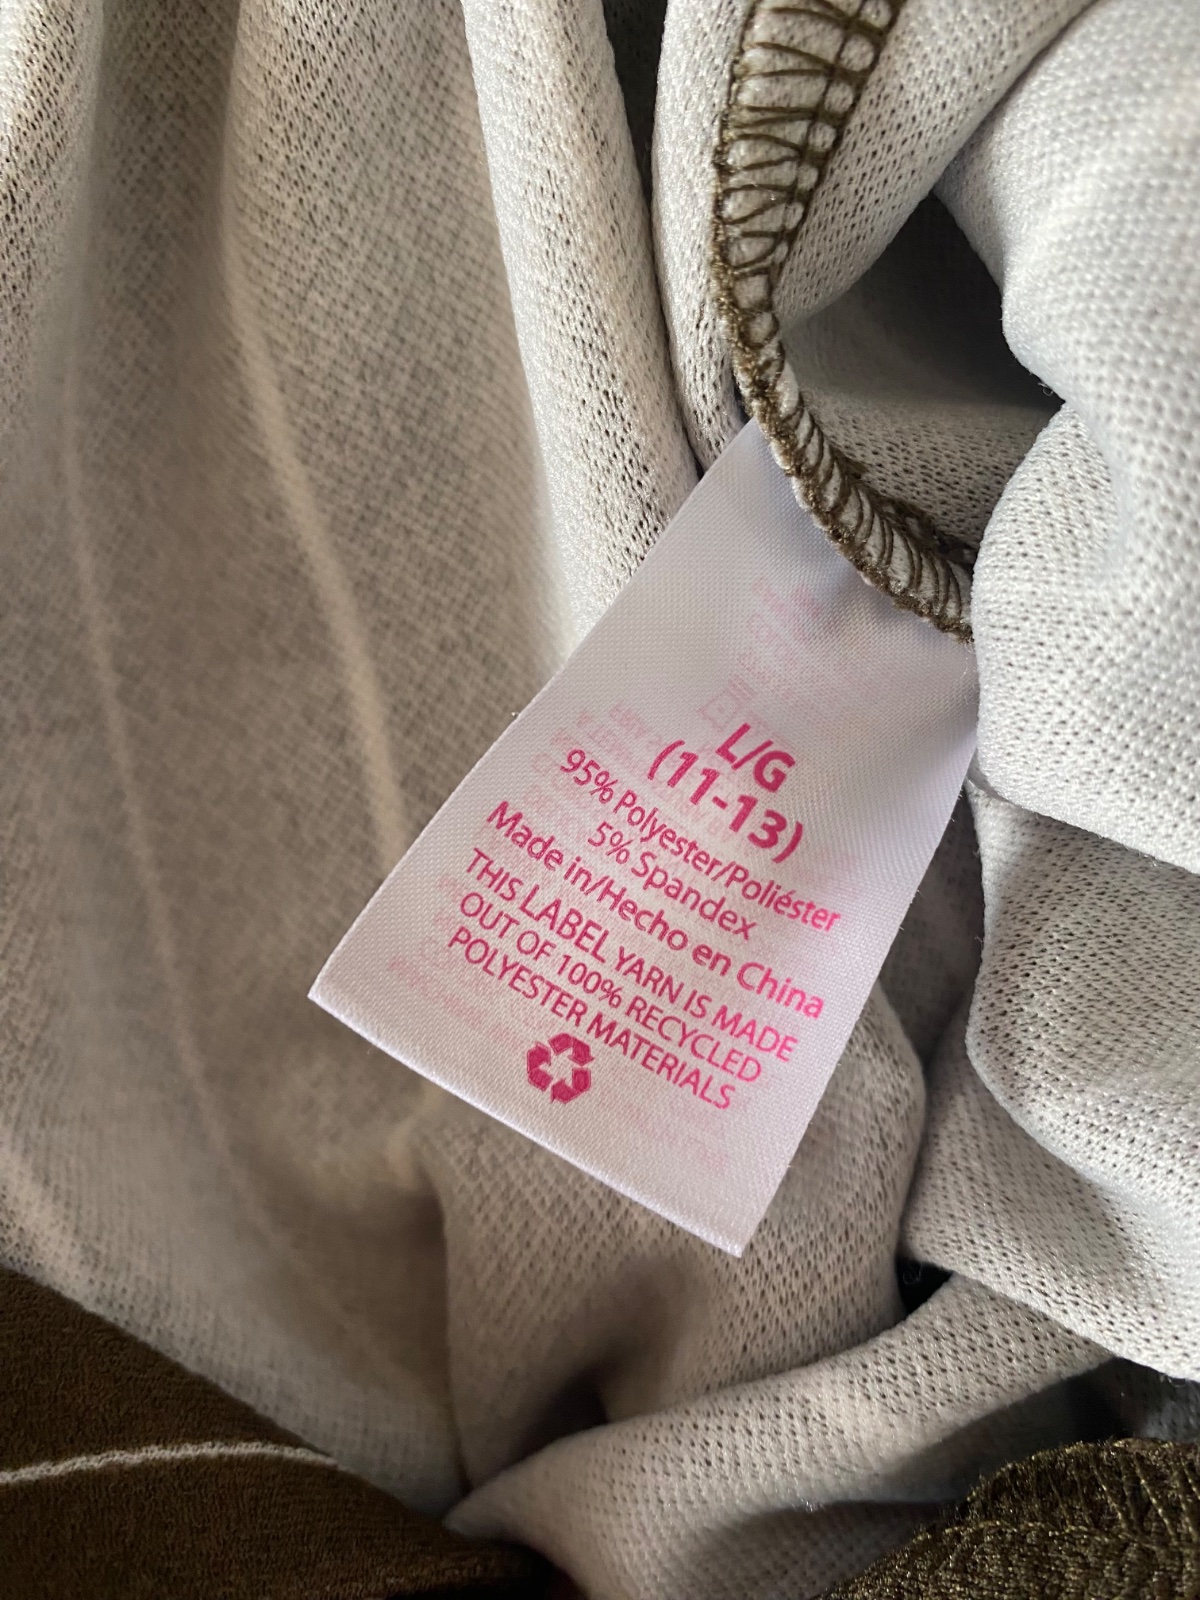 L/G
(11-13)
95% Polyester/Poliéster
5% Spandex
Made in/Hecho en China
THIS LABEL YARN IS MADE
OUT OF 100% RECYCLED
POLYESTER MATERIALS